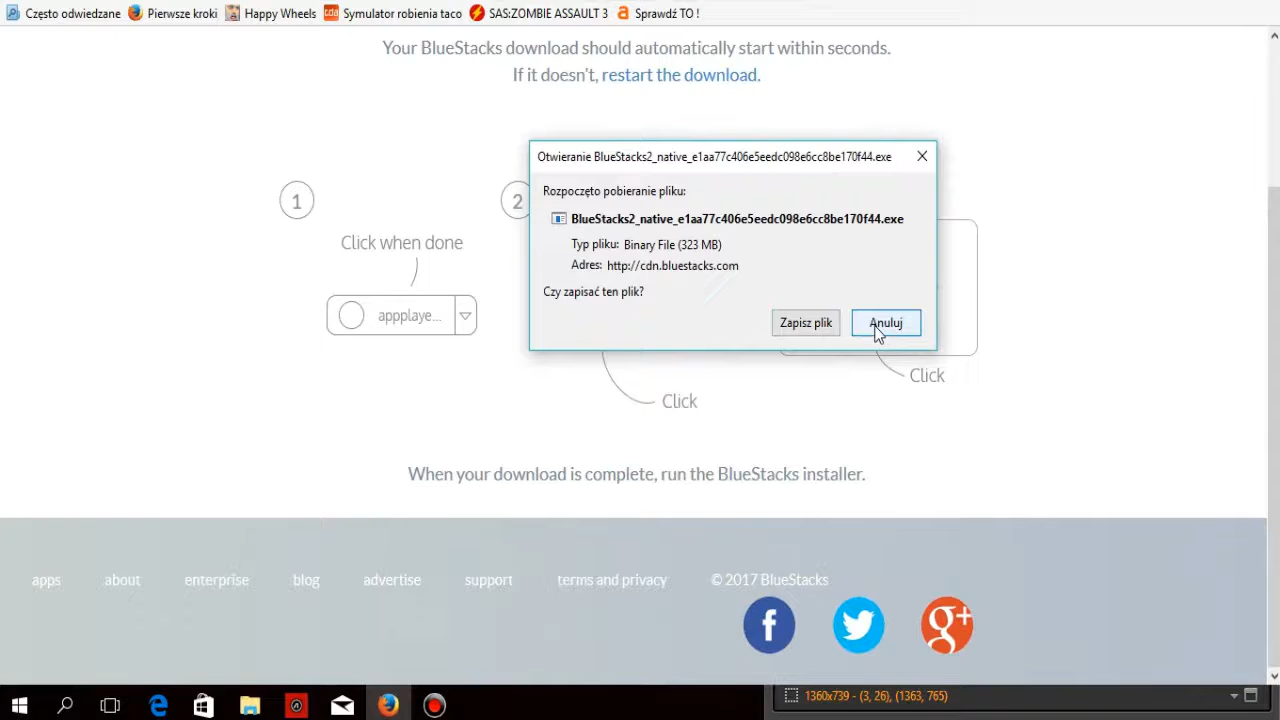 Często odwiedzane Pierwsze kroki Happy Wheels cda Symulator robienia taco SAS:ZOMBIE ASSAULT 3 a Sprawdź TO !
Your BlueStacks download should automatically start within seconds.
If it doesn't, restart the download.
Otwieranie BlueStacks2_native_e1aa77c406e5eedc098e6cc8be170f44.exe
Rozpoczęto pobieranie pliku:
BlueStacks2_native_e1aa77c406e5eedc098e6cc8be170f44.exe
Typ pliku: Binary File (323 MB)
Adres: http://cdn.bluestacks.com
Czy zapisać ten plik?
Zapisz plik Anuluj
1
2
Click when done
appplaye...
Click
Click
When your download is complete, run the BlueStacks installer.
apps about enterprise blog advertise support terms and privacy © 2017 BlueStacks
f g+
e
1360x739 - (3, 26), (1363, 765)